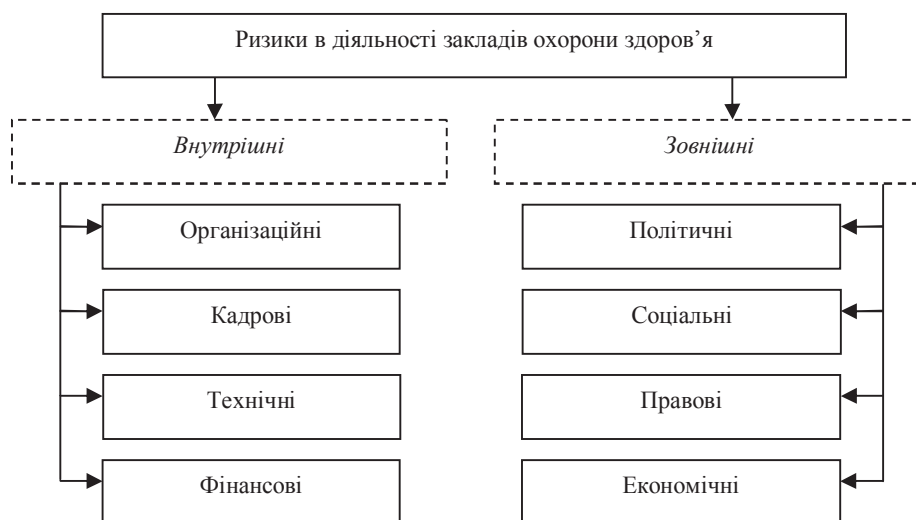 Ризики в діяльності закладів охорони здоров’я
Внутрішні
Зовнішні
Організаційні
Політичні
Кадрові
Соціальні
Технічні
Правові
Фінансові
Економічні